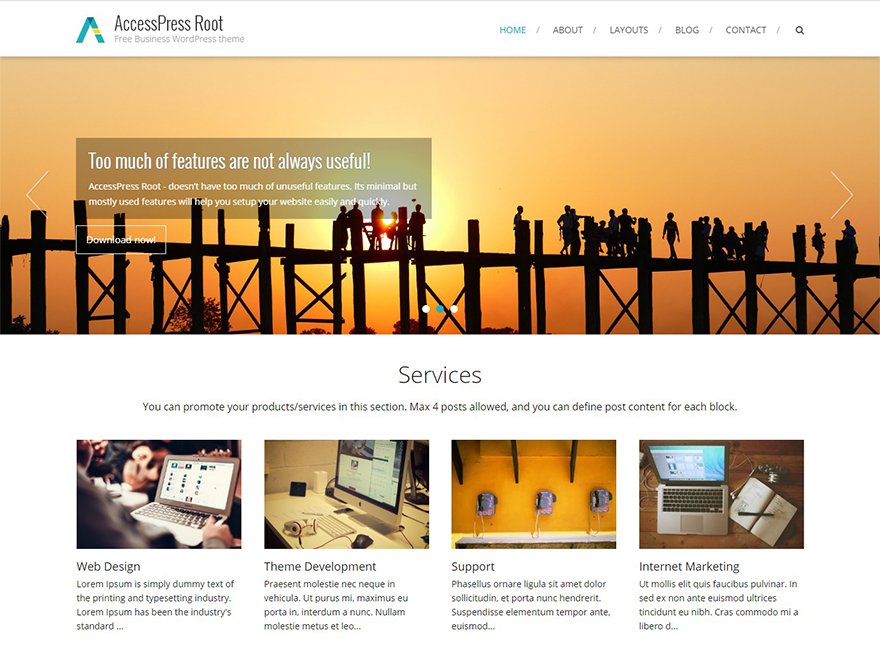 AccessPress Root
Free Business WordPress theme
HOME / ABOUT / LAYOUTS / BLOG / CONTACT /
Too much of features are not always useful!
AccessPress Root - doesn't have too much of unuseful features. Its minimal but
mostly used features will help you setup your website easily and quickly.
Download now!
Services
You can promote your products/services in this section. Max 4 posts allowed, and you can define post content for each block.
Web Design
Lorem Ipsum is simply dummy text of
the printing and typesetting industry.
Lorem Ipsum has been the industry's
standard ...
Theme Development
Praesent molestie nec neque in
vehicula. Ut purus mi, maximus eu
porta in, interdum a nunc. Nullam
molestie metus et leo...
Support
Phasellus ornare ligula sit amet dolor
sollicitudin, et porta nunc hendrerit.
Suspendisse elementum tempor ante,
euismod...
Internet Marketing
Ut mollis elit quis faucibus pulvinar. In
sed ex non ante euismod ultrices
tincidunt eu nibh. Cras commodo mi a
libero d...